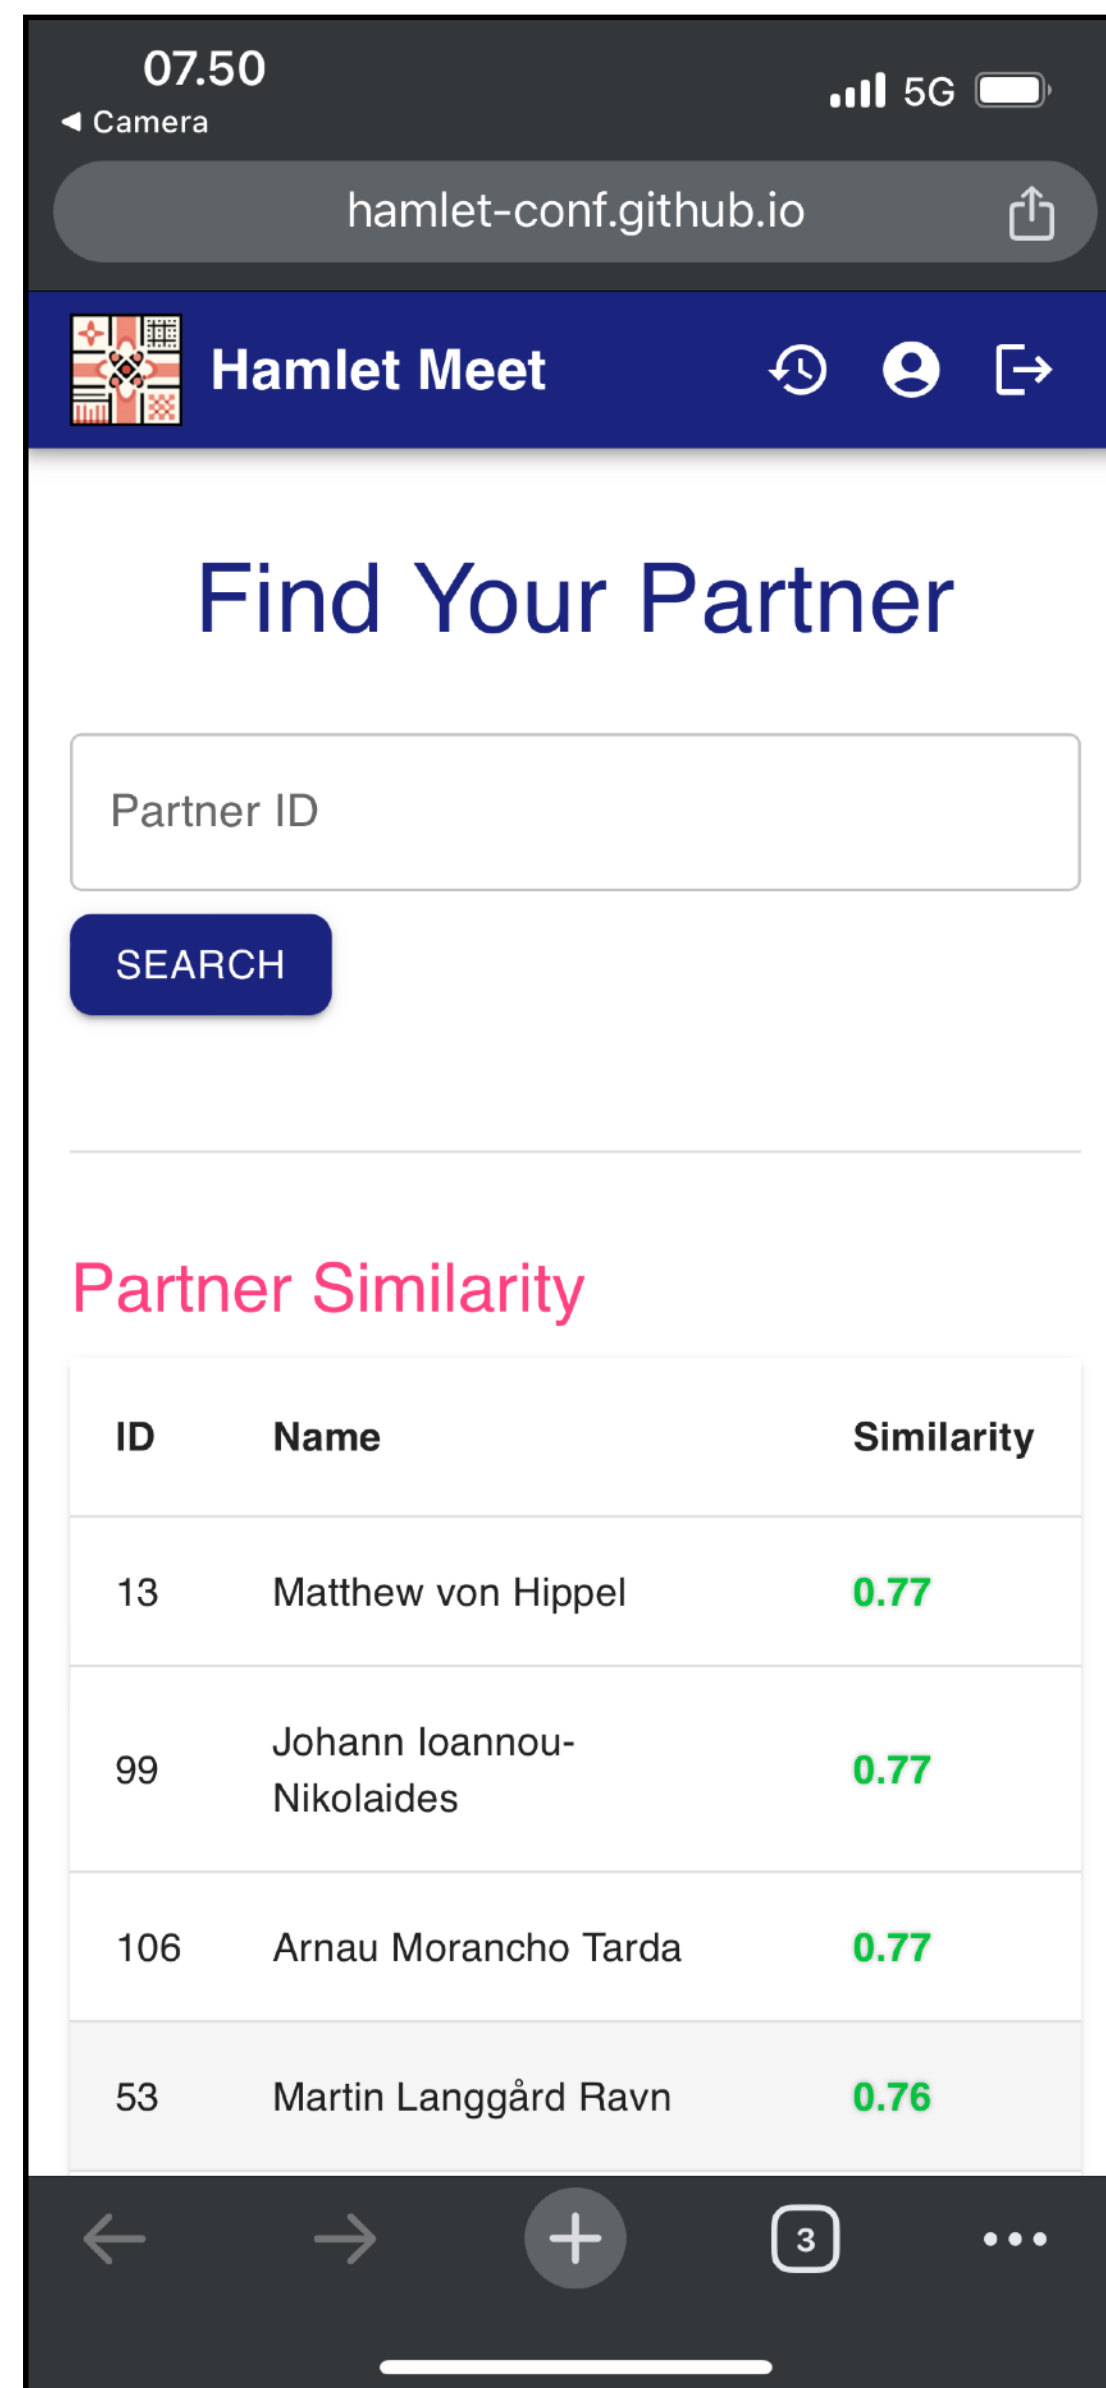 07.50
5G
◀ Camera
hamlet-conf.github.io
Hamlet Meet
Find Your Partner
Partner ID
SEARCH
Partner Similarity
ID Name Similarity
13 Matthew von Hippel 0.77
99 Johann Ioannou-
Nikolaides 0.77
106 Arnau Morancho Tarda 0.77
53 Martin Langgård Ravn 0.76
3